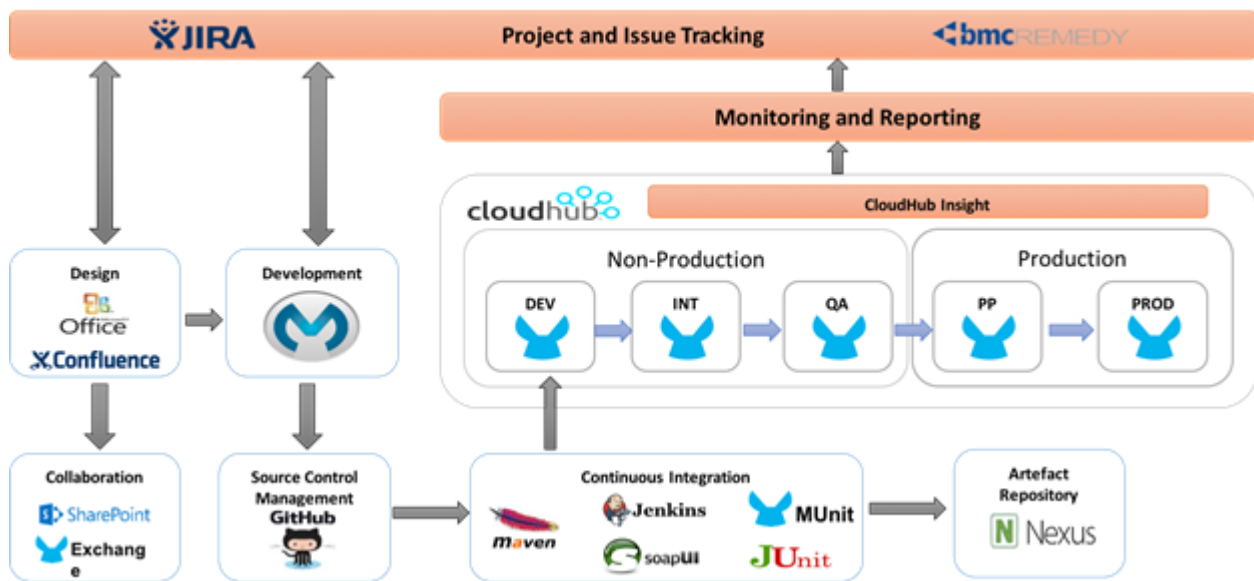 JIRA
Project and Issue Tracking
bmcREMEDY
Monitoring and Reporting
cloudhub
CloudHub Insight
Non-Production
Production
DEV
INT
QA
PP
PROD
Design
Office
Confluence
Development
Collaboration
SharePoint
Exchang
e
Source Control
Management
GitHub
Continuous Integration
maven
Jenkins
MUnit
soapUI
JUnit
Artefact
Repository
Nexus